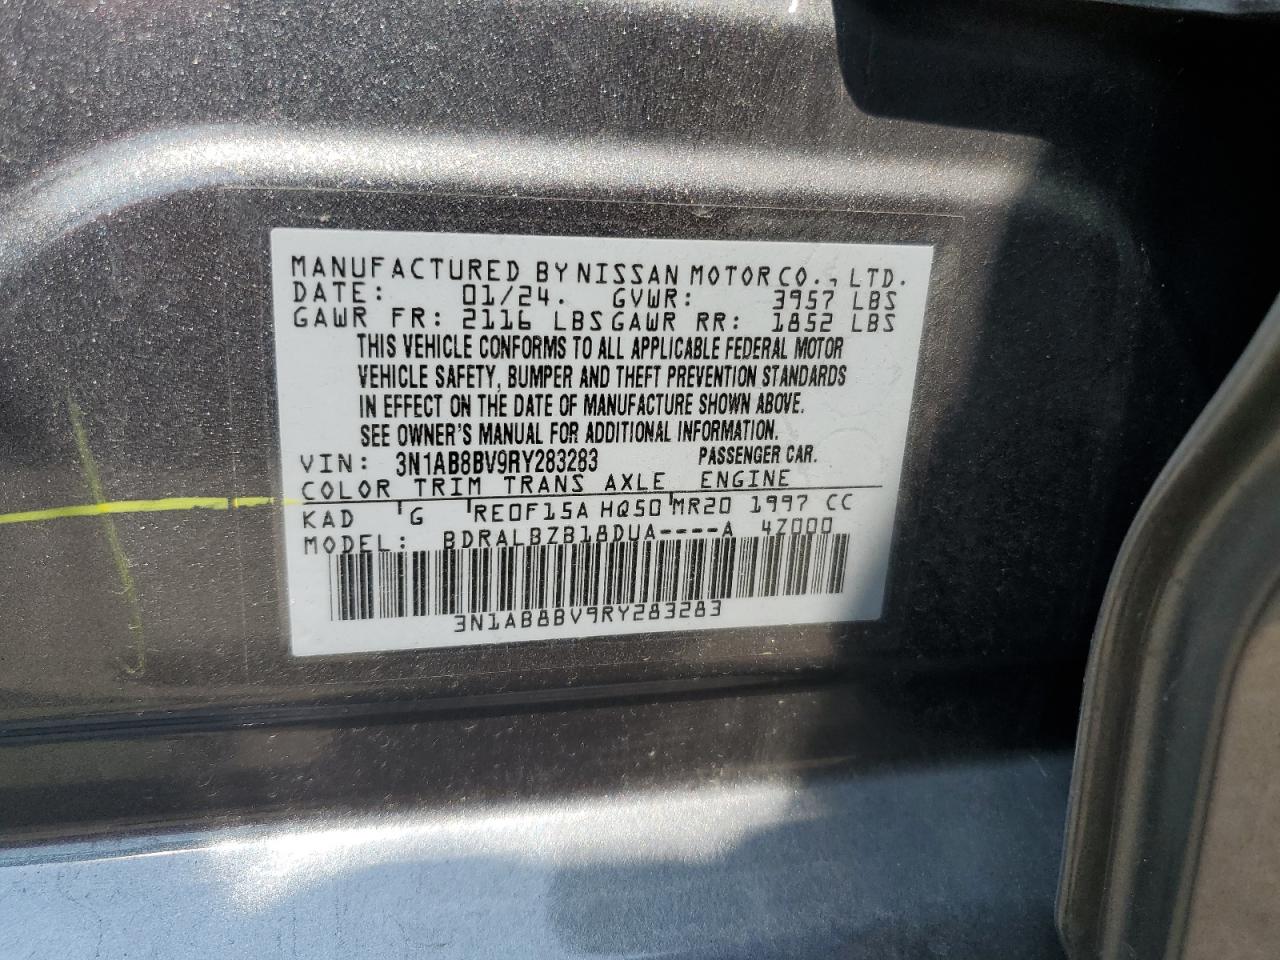 MANUFACTURED BY NISSAN MOTOR CO., LTD.
DATE: 01/24. GVWR: 3957 LBS
GAWR FR: 2116 LBS GAWR RR: 1852 LBS
THIS VEHICLE CONFORMS TO ALL APPLICABLE FEDERAL MOTOR
VEHICLE SAFETY, BUMPER AND THEFT PREVENTION STANDARDS
IN EFFECT ON THE DATE OF MANUFACTURE SHOWN ABOVE.
SEE OWNER'S MANUAL FOR ADDITIONAL INFORMATION.
VIN: 3N1AB8BV9RY283283 PASSENGER CAR.
COLOR TRIM TRANS AXLE ENGINE
KAD G RE0F15A HQ50 MR20 1997 CC
MODEL: BDRALBZB18DUA----A 4Z000
3N1AB8BV9RY283283